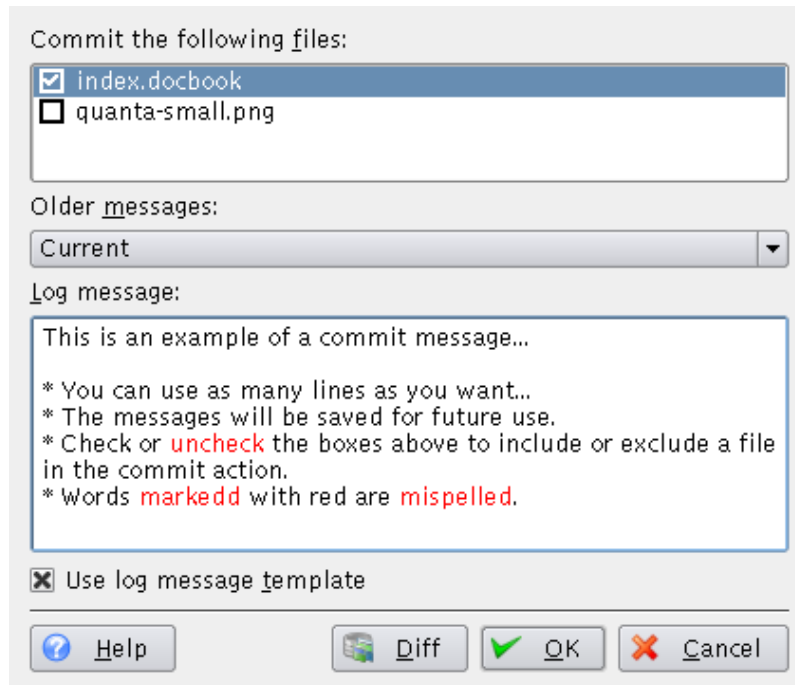 Commit the following files:
index.docbook
quanta-small.png
Older messages:
Current
Log message:
This is an example of a commit message...
* You can use as many lines as you want...
* The messages will be saved for future use.
* Check or uncheck the boxes above to include or exclude a file
in the commit action.
* Words markedd with red are mispelled.
Use log message template
Help
Diff
OK
Cancel